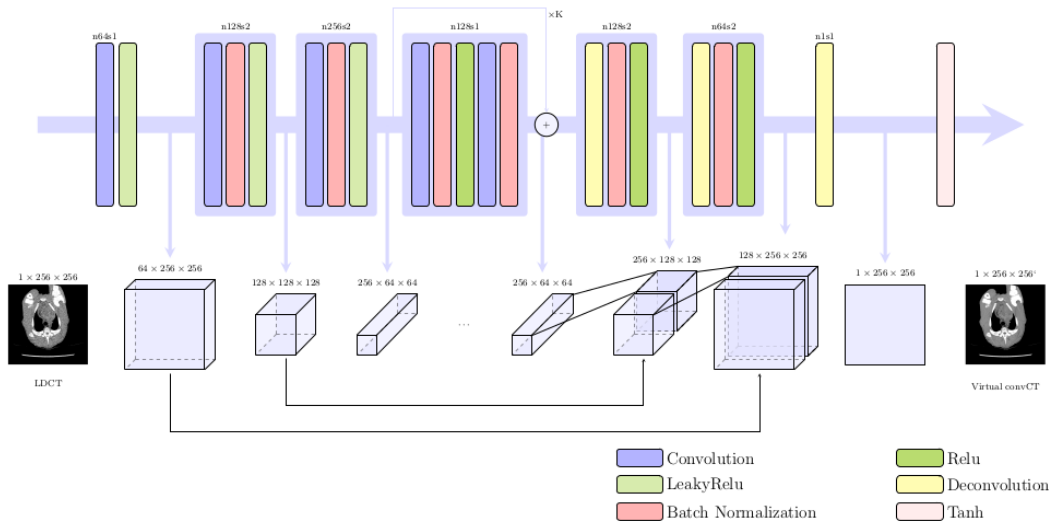 ×K
n64s1
n128s2
n256s2
n128s1
n128s2
n64s2
n1s1
+
1 × 256 × 256
64 × 256 × 256
128 × 128 × 128
256 × 64 × 64
...
256 × 64 × 64
256 × 128 × 128
128 × 256 × 256
1 × 256 × 256
1 × 256 × 256'
LDCT
Virtual convCT
Convolution
Relu
LeakyRelu
Deconvolution
Batch Normalization
Tanh